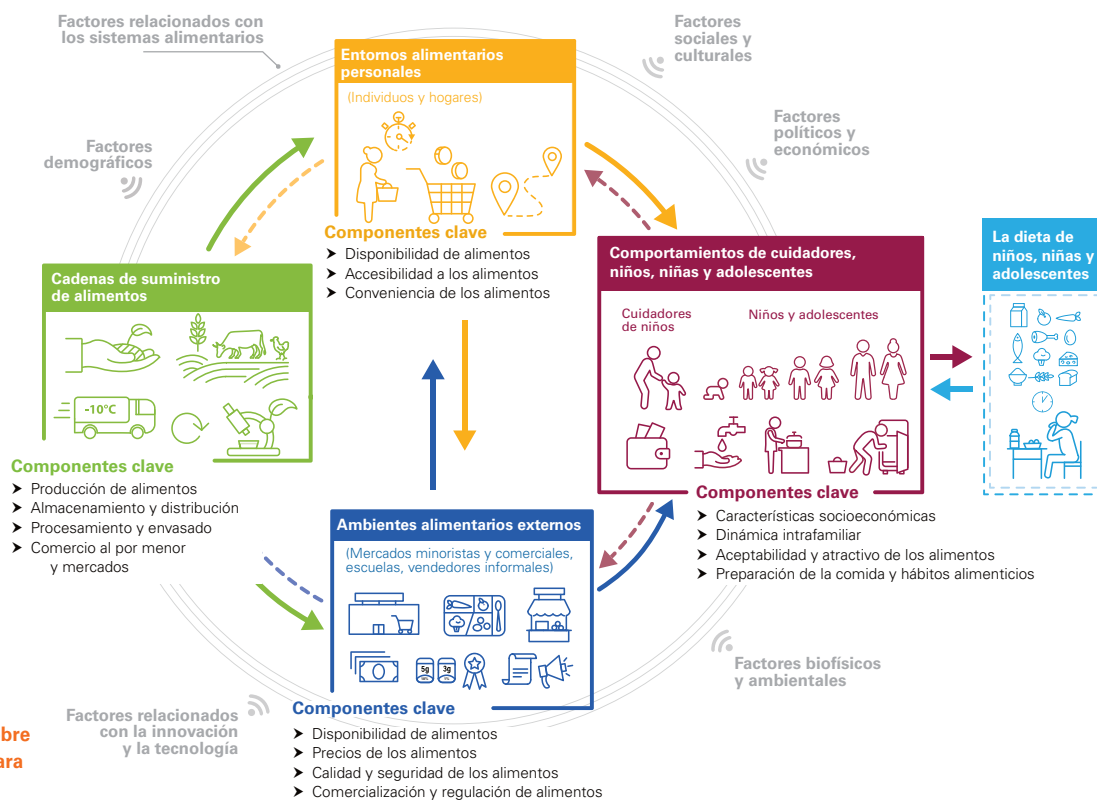 Factores relacionados con
los sistemas alimentarios
Factores
sociales y
culturales
Entornos alimentarios
personales
(Individuos y hogares)
Factores
demográficos
Factores
políticos y
económicos
Componentes clave
➤ Disponibilidad de alimentos
➤ Accesibilidad a los alimentos
➤ Conveniencia de los alimentos
Cadenas de suministro
de alimentos
-10°C
Componentes clave
➤ Producción de alimentos
➤ Almacenamiento y distribución
➤ Procesamiento y envasado
➤ Comercio al por menor
y mercados
Comportamientos de cuidadores,
niños, niñas y adolescentes
Cuidadores
de niños
Niños y adolescentes
Componentes clave
➤ Características socioeconómicas
➤ Dinámica intrafamiliar
➤ Aceptabilidad y atractivo de los alimentos
➤ Preparación de la comida y hábitos alimenticios
La dieta de
niños, niñas y
adolescentes
Ambientes alimentarios externos
(Mercados minoristas y comerciales,
escuelas, vendedores informales)
5g
3g
Componentes clave
➤ Disponibilidad de alimentos
➤ Precios de los alimentos
➤ Calidad y seguridad de los alimentos
➤ Comercialización y regulación de alimentos
Factores biofísicos
y ambientales
Factores relacionados
con la innovación
y la tecnología
bre
ara